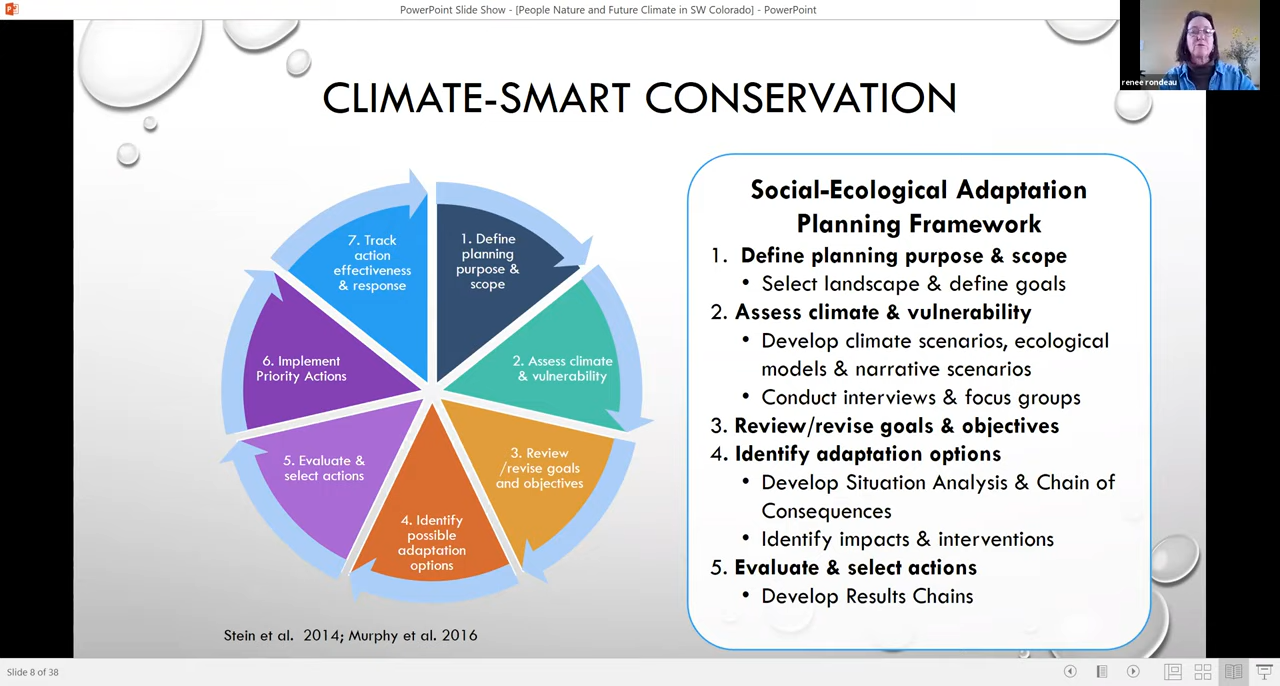 PowerPoint Slide Show - [People Nature and Future Climate in SW Colorado] - PowerPoint
renee rondeau
CLIMATE-SMART CONSERVATION
1. Define
planning
purpose &
scope
2. Assess climate
& vulnerability
3. Review
/revise goals
and objectives
4. Identify
possible
adaptation
options
5. Evaluate &
select actions
6. Implement
Priority Actions
7. Track
action
effectiveness
& response
Stein et al.  2014; Murphy et al. 2016
Social-Ecological Adaptation
Planning Framework
1. Define planning purpose & scope
• Select landscape & define goals
2. Assess climate & vulnerability
• Develop climate scenarios, ecological
models & narrative scenarios
• Conduct interviews & focus groups
3. Review/revise goals & objectives
4. Identify adaptation options
• Develop Situation Analysis & Chain of
Consequences
• Identify impacts & interventions
5. Evaluate & select actions
• Develop Results Chains
Slide 8 of 38